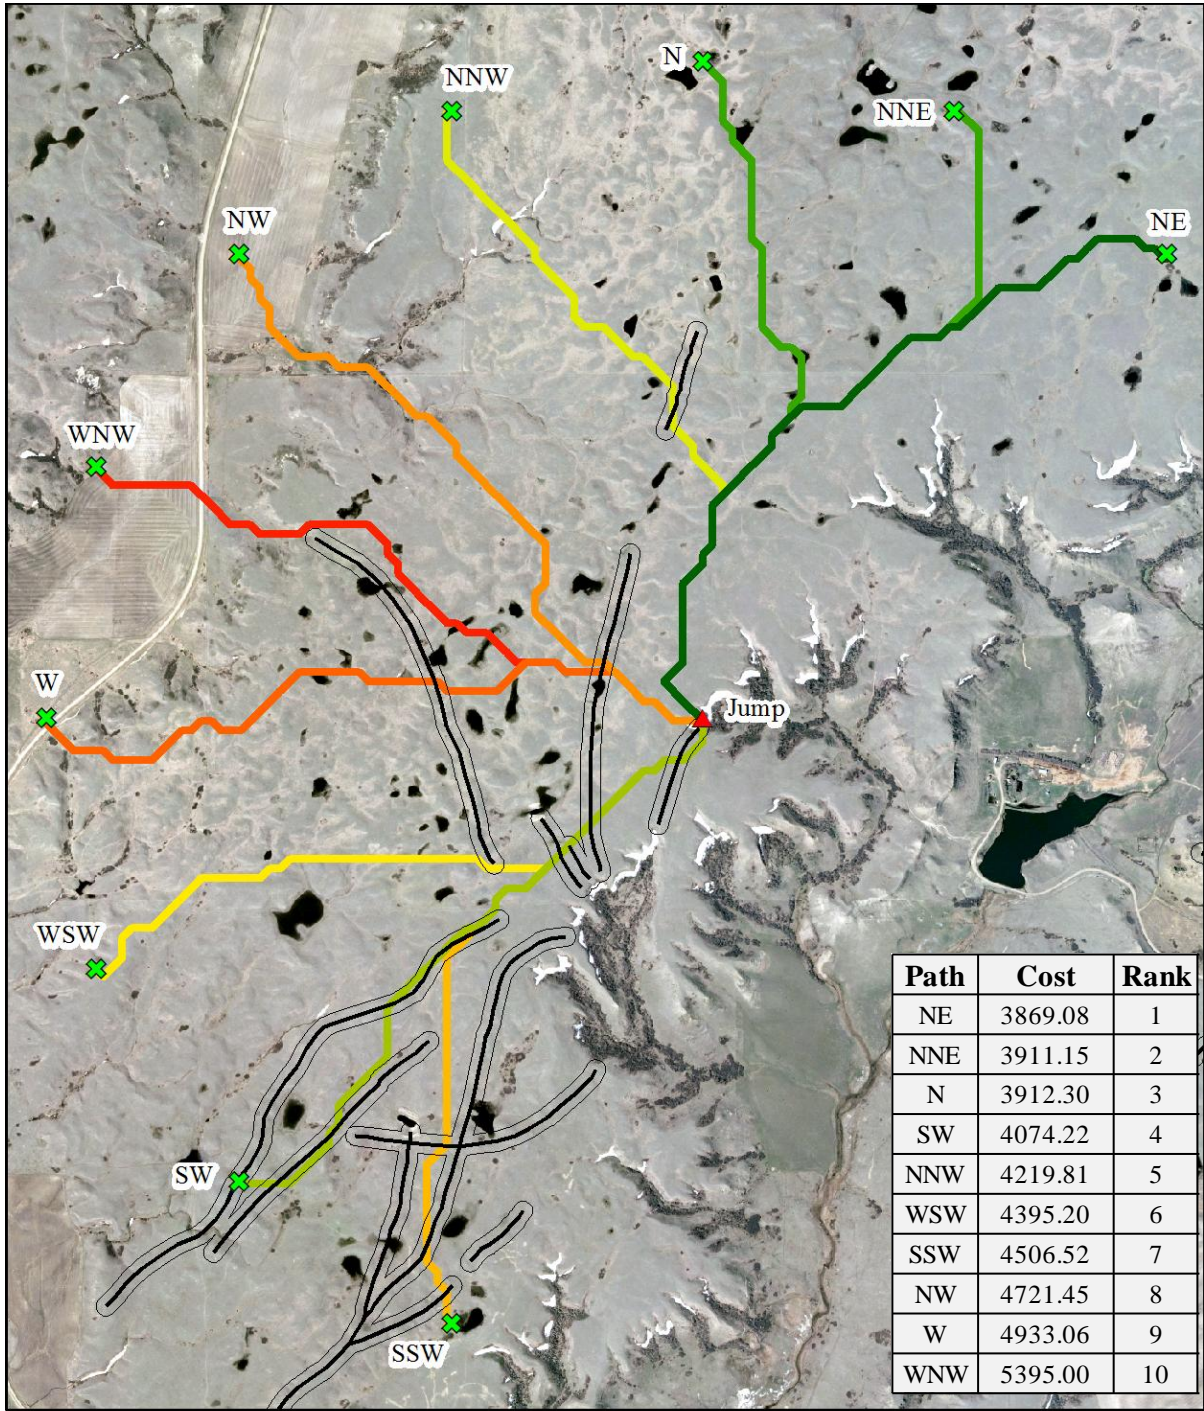 N
NNW
NNE
NW
NE
WNW
W
Jump
WSW
SW
SSW
Path Cost Rank
NE 3869.08 1
NNE 3911.15 2
N 3912.30 3
SW 4074.22 4
NNW 4219.81 5
WSW 4395.20 6
SSW 4506.52 7
NW 4721.45 8
W 4933.06 9
WNW 5395.00 10